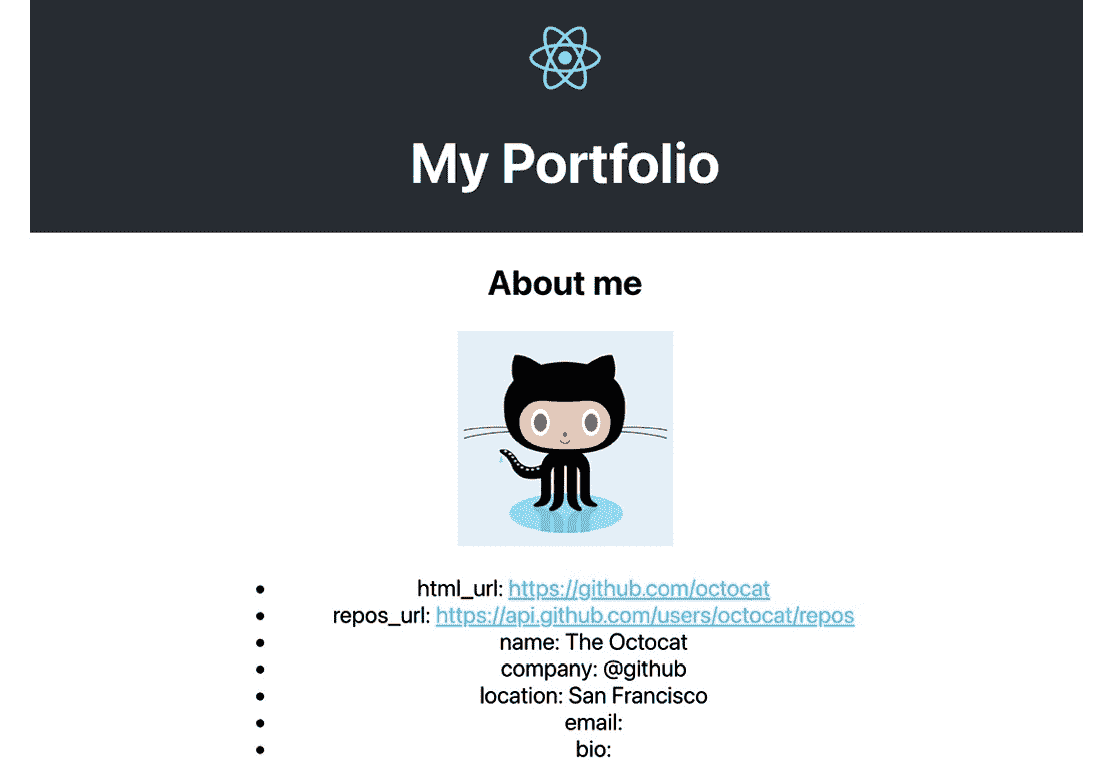 My Portfolio
About me
html_url: https://github.com/octocat
repos_url: https://api.github.com/users/octocat/repos
name: The Octocat
company: @github
location: San Francisco
email:
bio: